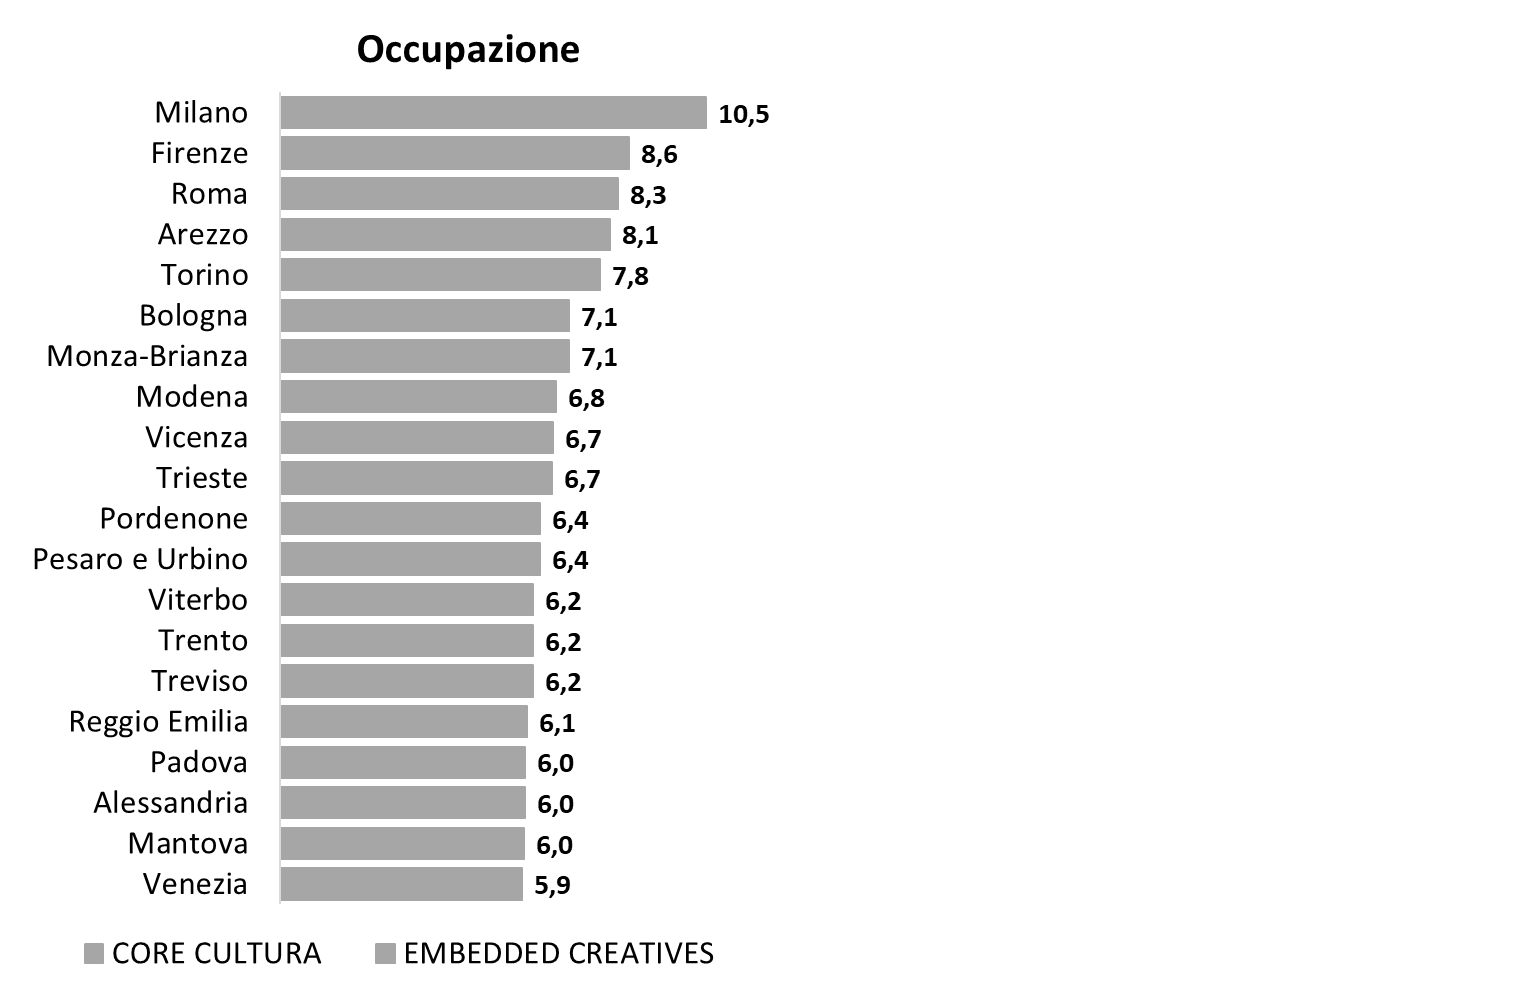 Occupazione
Milano 10,5
Firenze 8,6
Roma 8,3
Arezzo 8,1
Torino 7,8
Bologna 7,1
Monza-Brianza 7,1
Modena 6,8
Vicenza 6,7
Trieste 6,7
Pordenone 6,4
Pesaro e Urbino 6,4
Viterbo 6,2
Trento 6,2
Treviso 6,2
Reggio Emilia 6,1
Padova 6,0
Alessandria 6,0
Mantova 6,0
Venezia 5,9
CORE CULTURA EMBEDDED CREATIVES